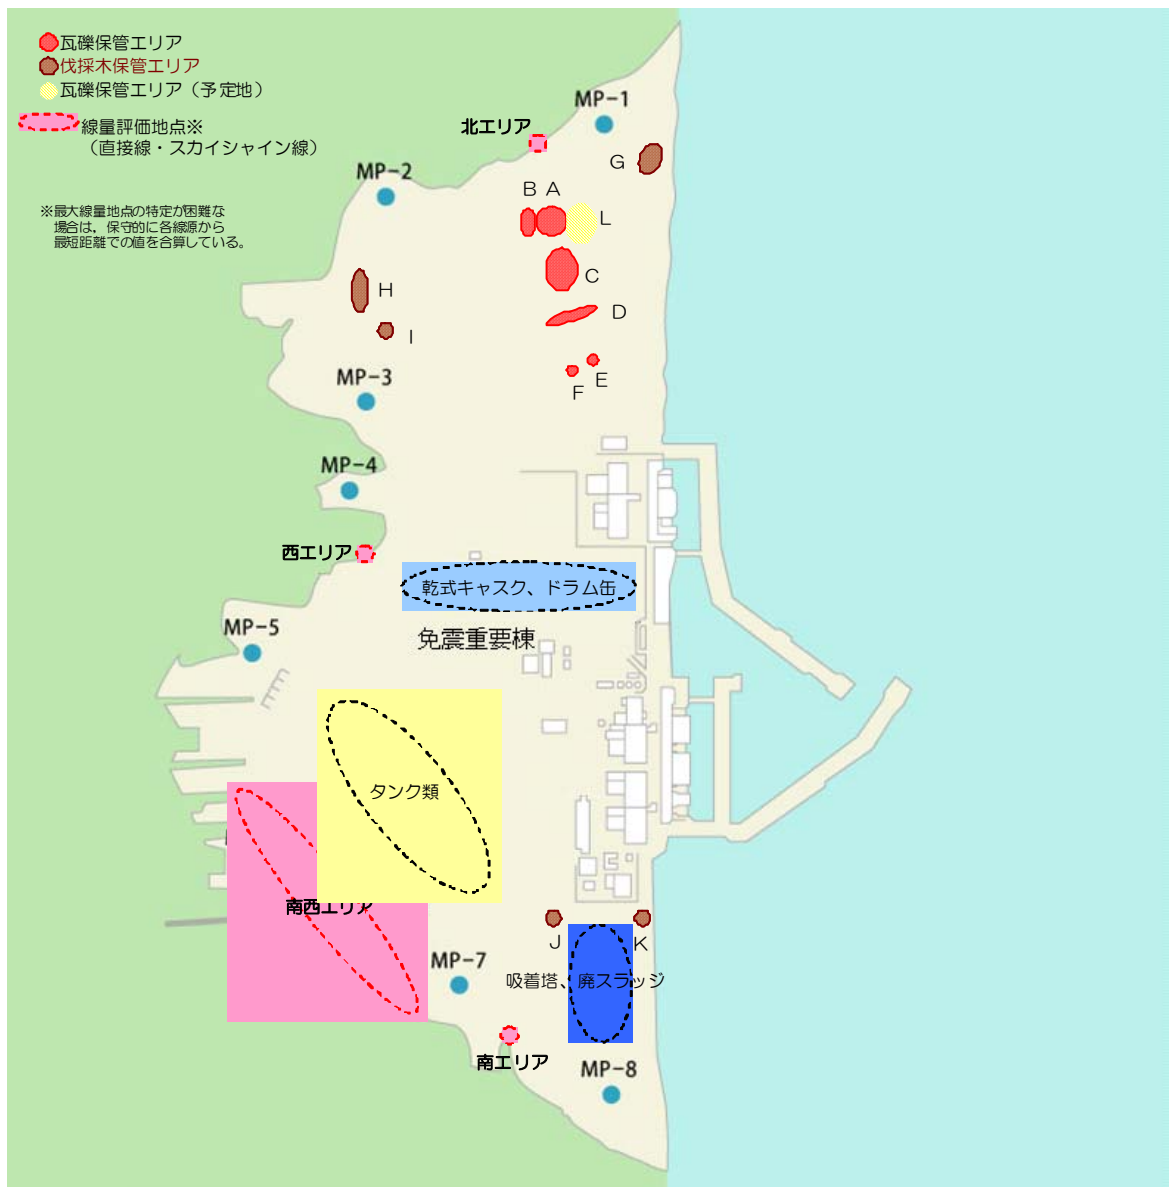 瓦礫保管エリア
伐採木保管エリア
瓦礫保管エリア（予定地）
線量評価地点※
（直接線・スカイシャイン線）
※最大線量地点の特定が困難な
場合は，保守的に各線源から
最短距離での値を合算している。
MP-1
北エリア
G
MP-2
B
A
L
C
H
D
I
E
F
MP-3
MP-4
西エリア
乾式キャスク、ドラム缶
MP-5
免震重要棟
タンク類
南西エリア
J
K
MP-7
吸着塔、廃スラッジ
南エリア
MP-8